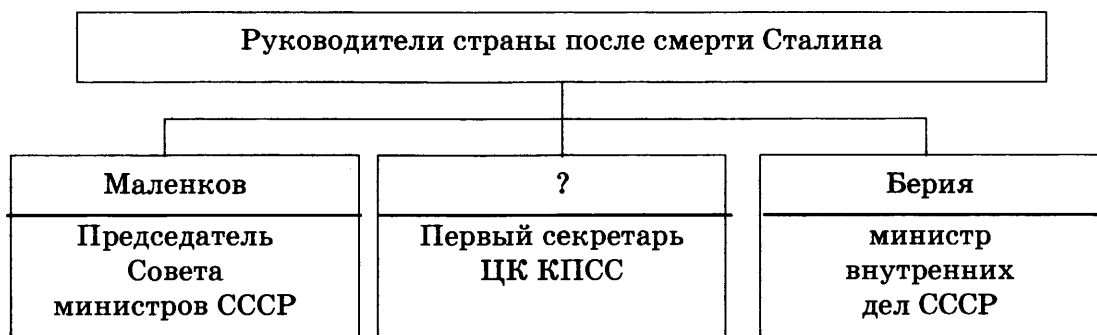 Руководители страны после смерти Сталина
Маленков
Председатель
Совета
министров СССР
?
Первый секретарь
ЦК КПСС
Берия
министр
внутренних
дел СССР